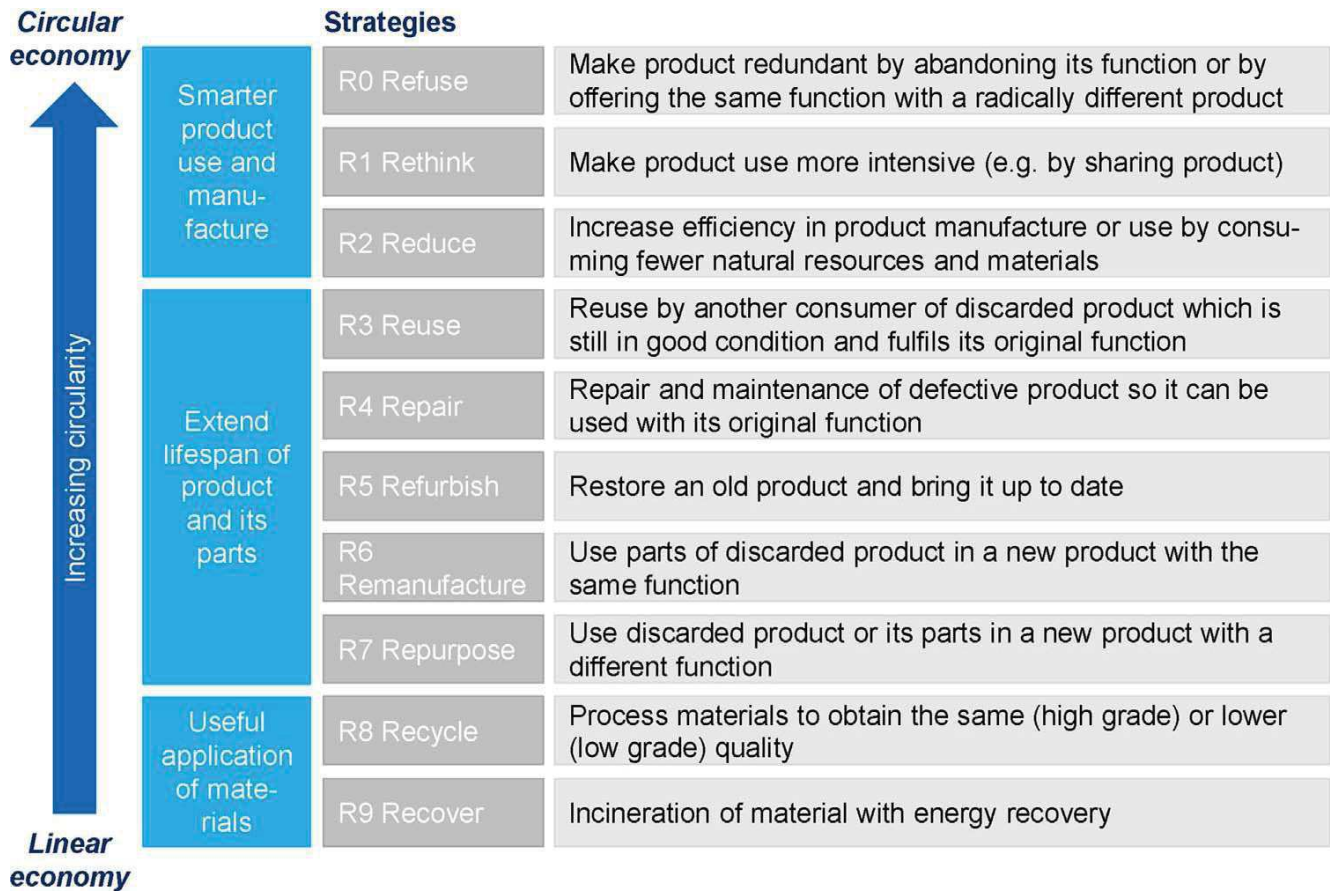 Circular
economy
Strategies
Smarter
product
use and
manu-
facture
R0 Refuse
Make product redundant by abandoning its function or by
offering the same function with a radically different product
R1 Rethink
Make product use more intensive (e.g. by sharing product)
R2 Reduce
Increase efficiency in product manufacture or use by consu-
ming fewer natural resources and materials
Increasing circularity
Extend
lifespan of
product
and its
parts
R3 Reuse
Reuse by another consumer of discarded product which is
still in good condition and fulfils its original function
R4 Repair
Repair and maintenance of defective product so it can be
used with its original function
R5 Refurbish
Restore an old product and bring it up to date
R6
Remanufacture
Use parts of discarded product in a new product with the
same function
R7 Repurpose
Use discarded product or its parts in a new product with a
different function
Useful
application
of mate-
rials
R8 Recycle
Process materials to obtain the same (high grade) or lower
(low grade) quality
R9 Recover
Incineration of material with energy recovery
Linear
economy